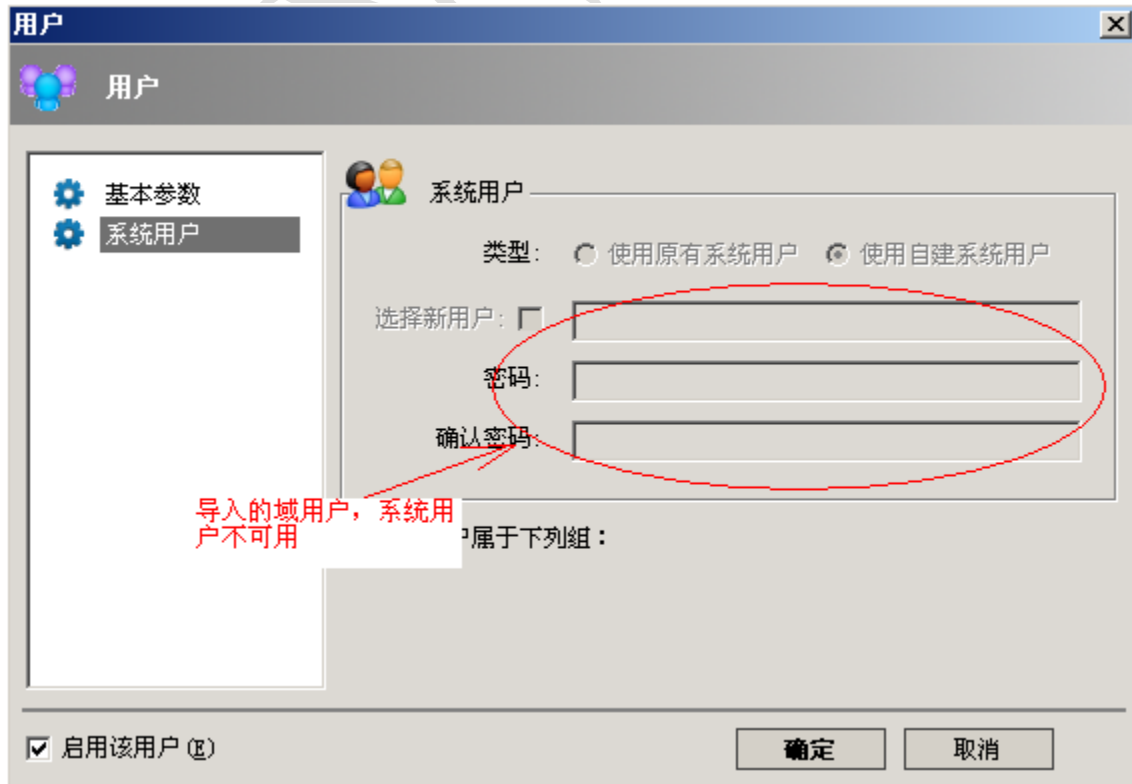 用户
用户
基本参数
系统用户
系统用户
类型: 使用原有系统用户 使用自建系统用户
选择新用户:
密码:
确认密码:
导入的域用户，系统用
户不可用
户属于下列组：
启用该用户(E)
确定 取消